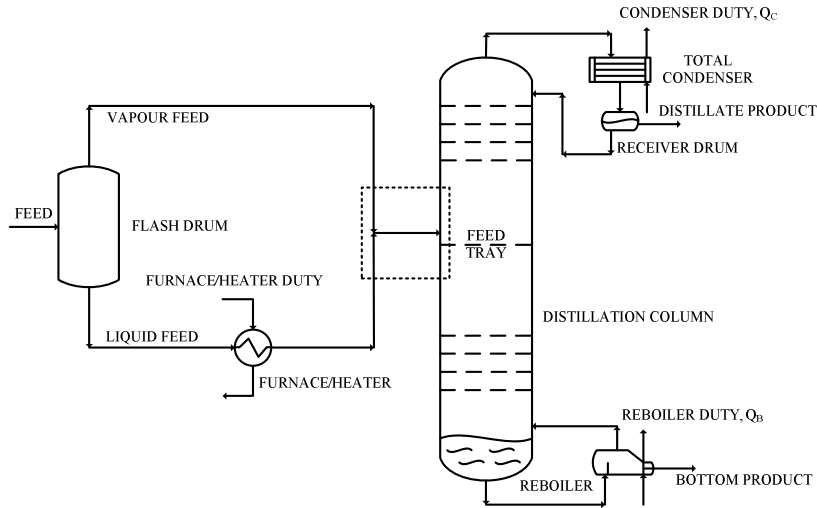 CONDENSER DUTY, QC
TOTAL
CONDENSER
VAPOUR FEED
DISTILLATE PRODUCT
RECEIVER DRUM
FEED
FLASH DRUM
FEED
TRAY
FURNACE/HEATER DUTY
DISTILLATION COLUMN
LIQUID FEED
FURNACE/HEATER
REBOILER DUTY, QB
BOTTOM PRODUCT
REBOILER